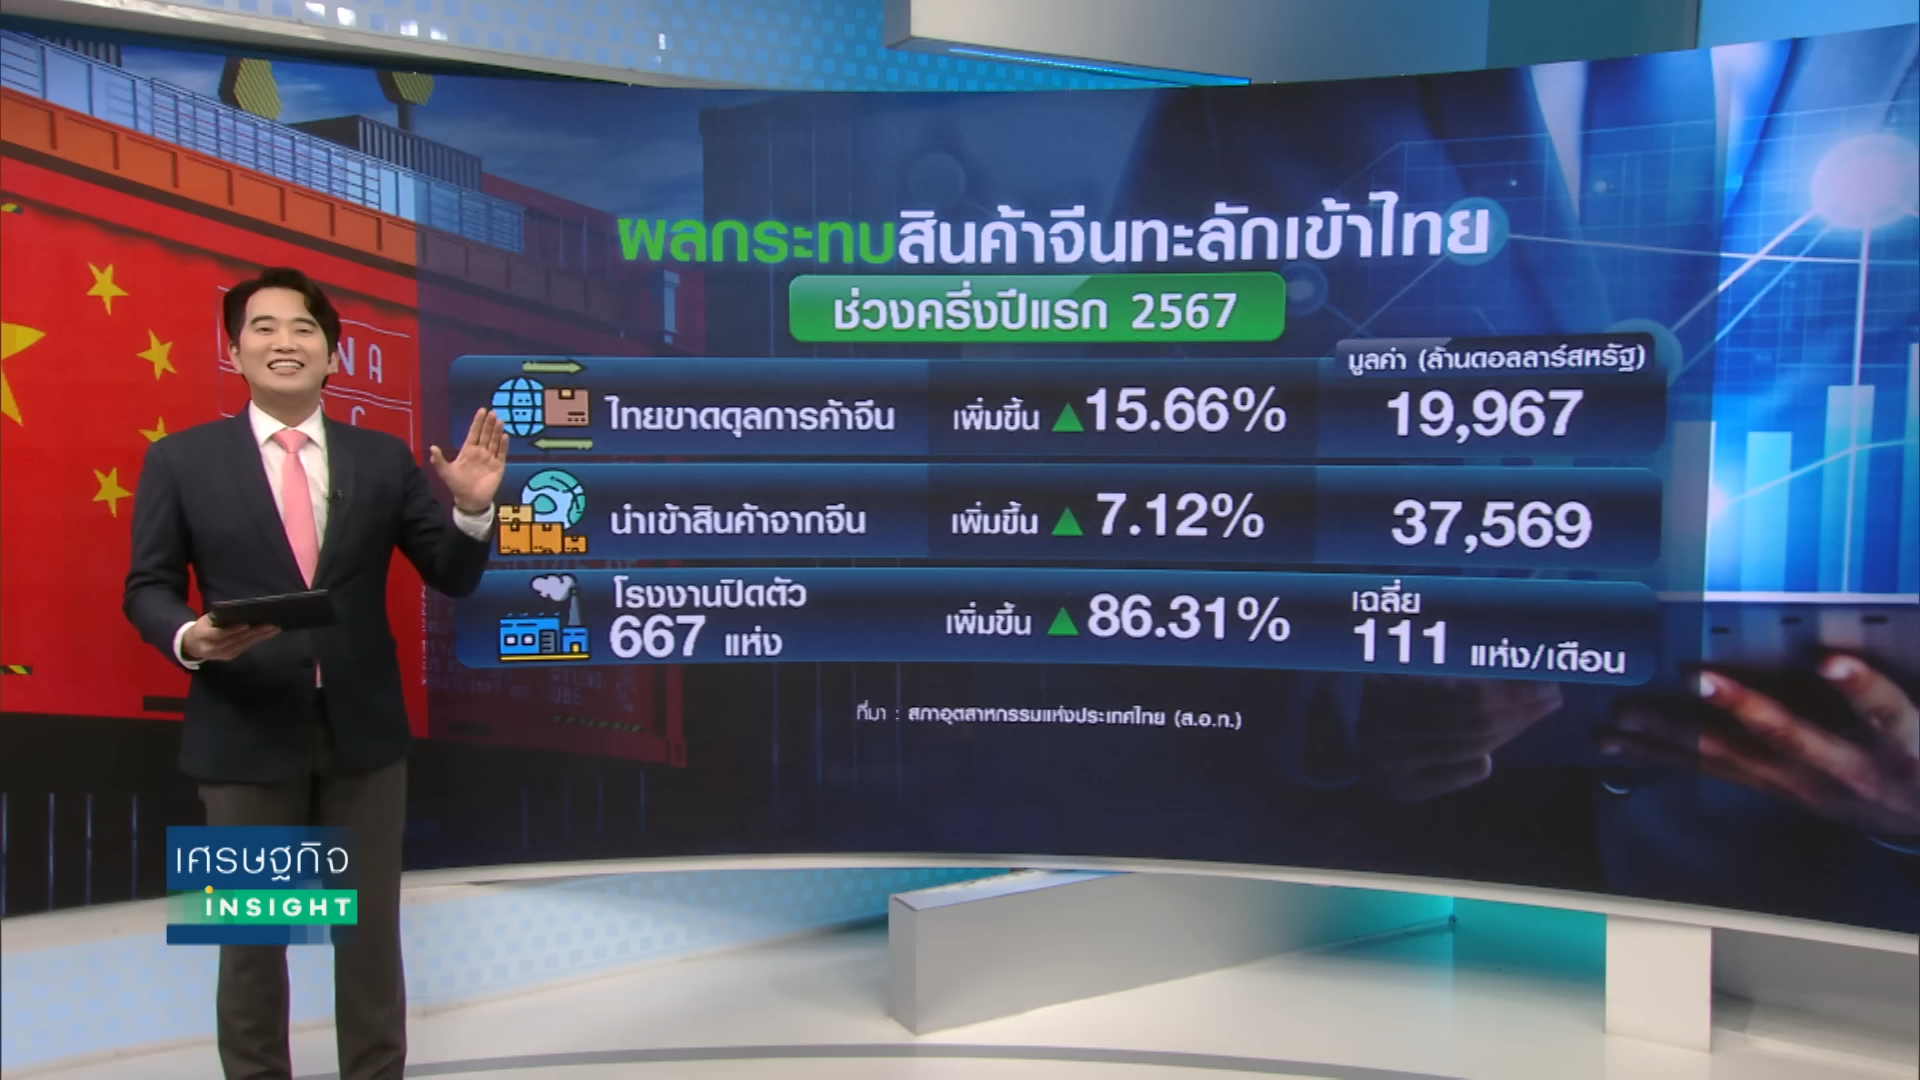 ผลกระทบสินค้าจีนทะลักเข้าไทย
ช่วงครึ่งปีแรก 2567
มูลค่า (ล้านดอลลาร์สหรัฐ)
ไทยขาดดุลการค้าจีน เพิ่มขึ้น ▲ 15.66% 19,967
นำเข้าสินค้าจากจีน เพิ่มขึ้น ▲ 7.12% 37,569
โรงงานปิดตัว
667 แห่ง เพิ่มขึ้น ▲ 86.31%
เฉลี่ย
111 แห่ง/เดือน
ที่มา : สภาอุตสาหกรรมแห่งประเทศไทย (ส.อ.ท.)
เศรษฐกิจ
INSIGHT